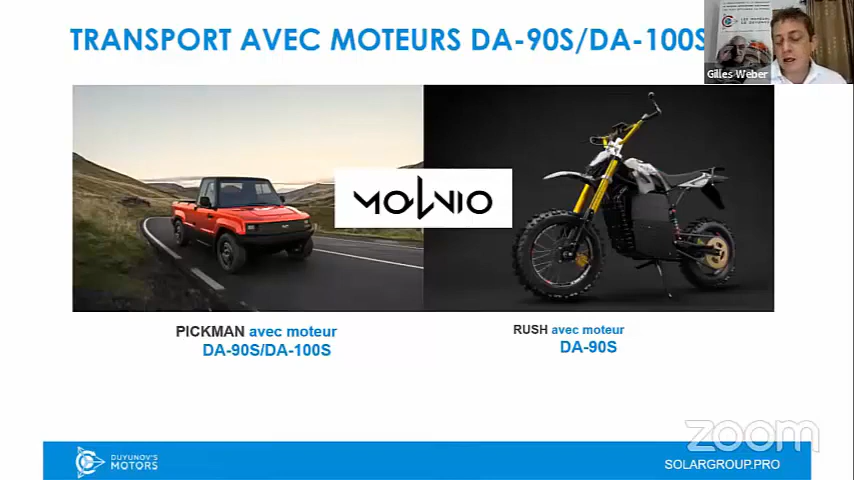 TRANSPORT AVEC MOTEURS DA-90S/DA-100S
Gilles Weber
MOLNIO
PICKMAN avec moteur
DA-90S/DA-100S
RUSH avec moteur
DA-90S
zoom
DUYUNOV'S
MOTORS
SOLARGROUP.PRO